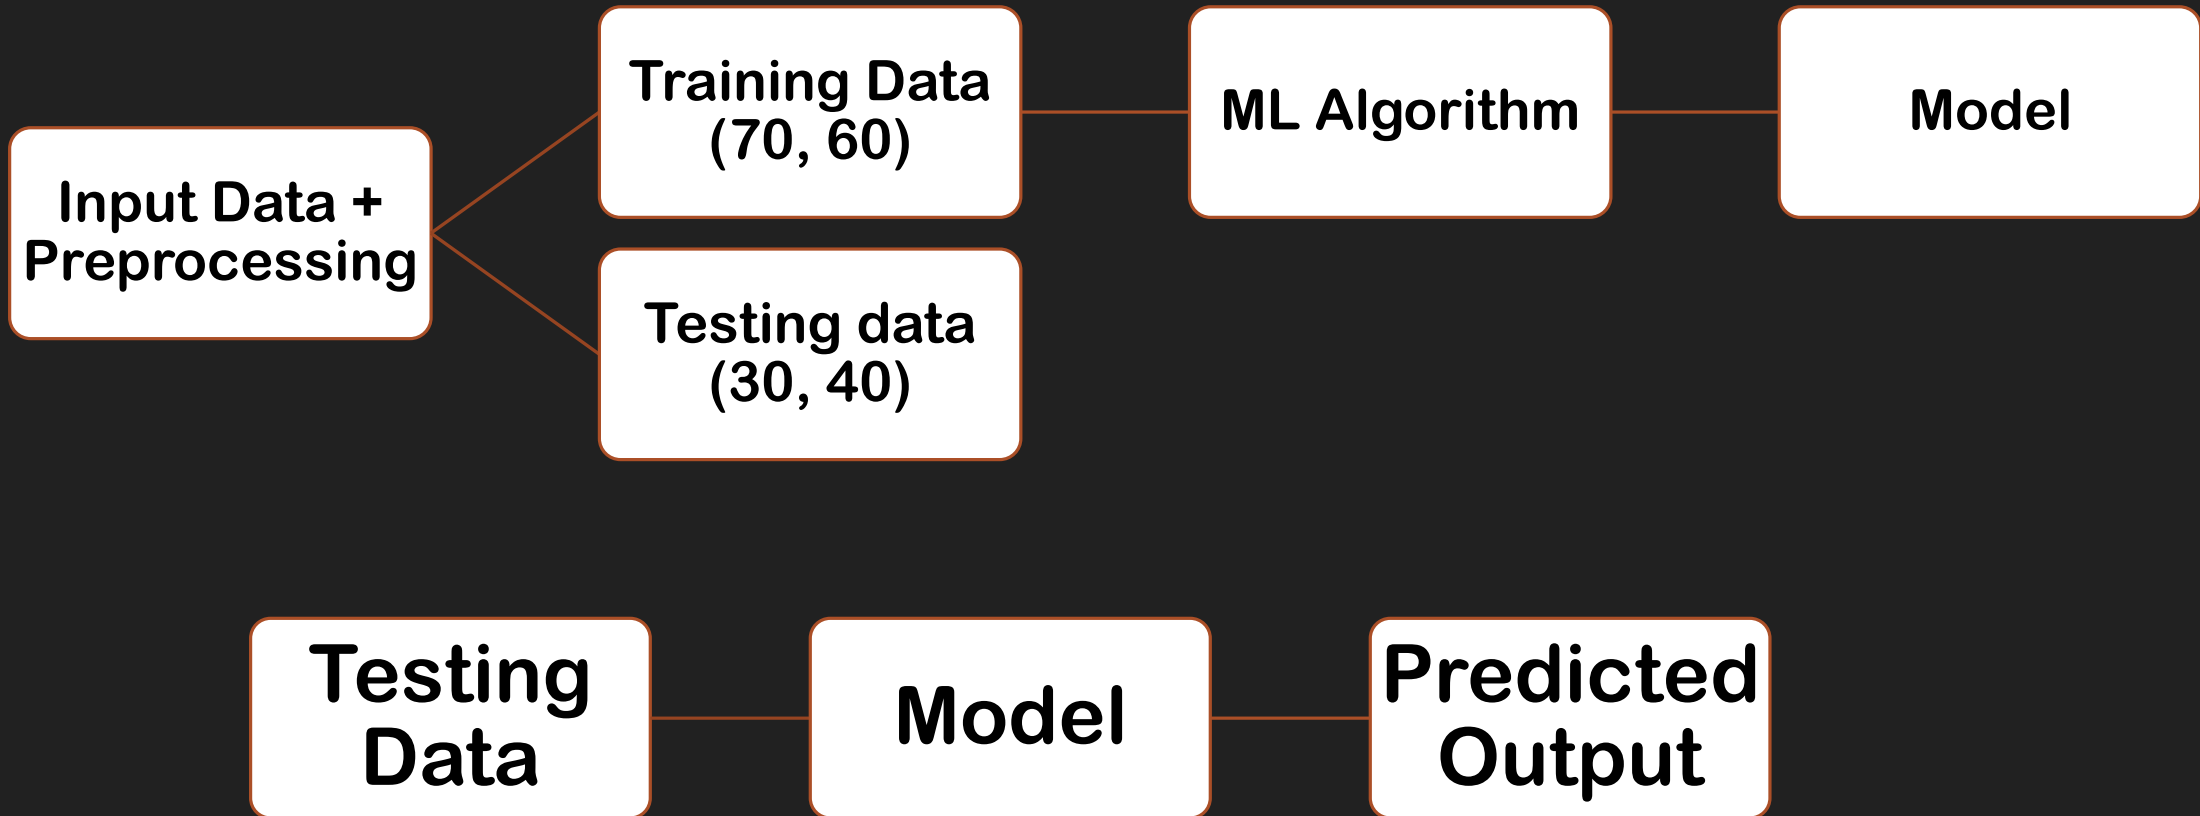 Input Data +
Preprocessing
Training Data
(70, 60)
ML Algorithm
Model
Testing data
(30, 40)
Testing
Data
Model
Predicted
Output